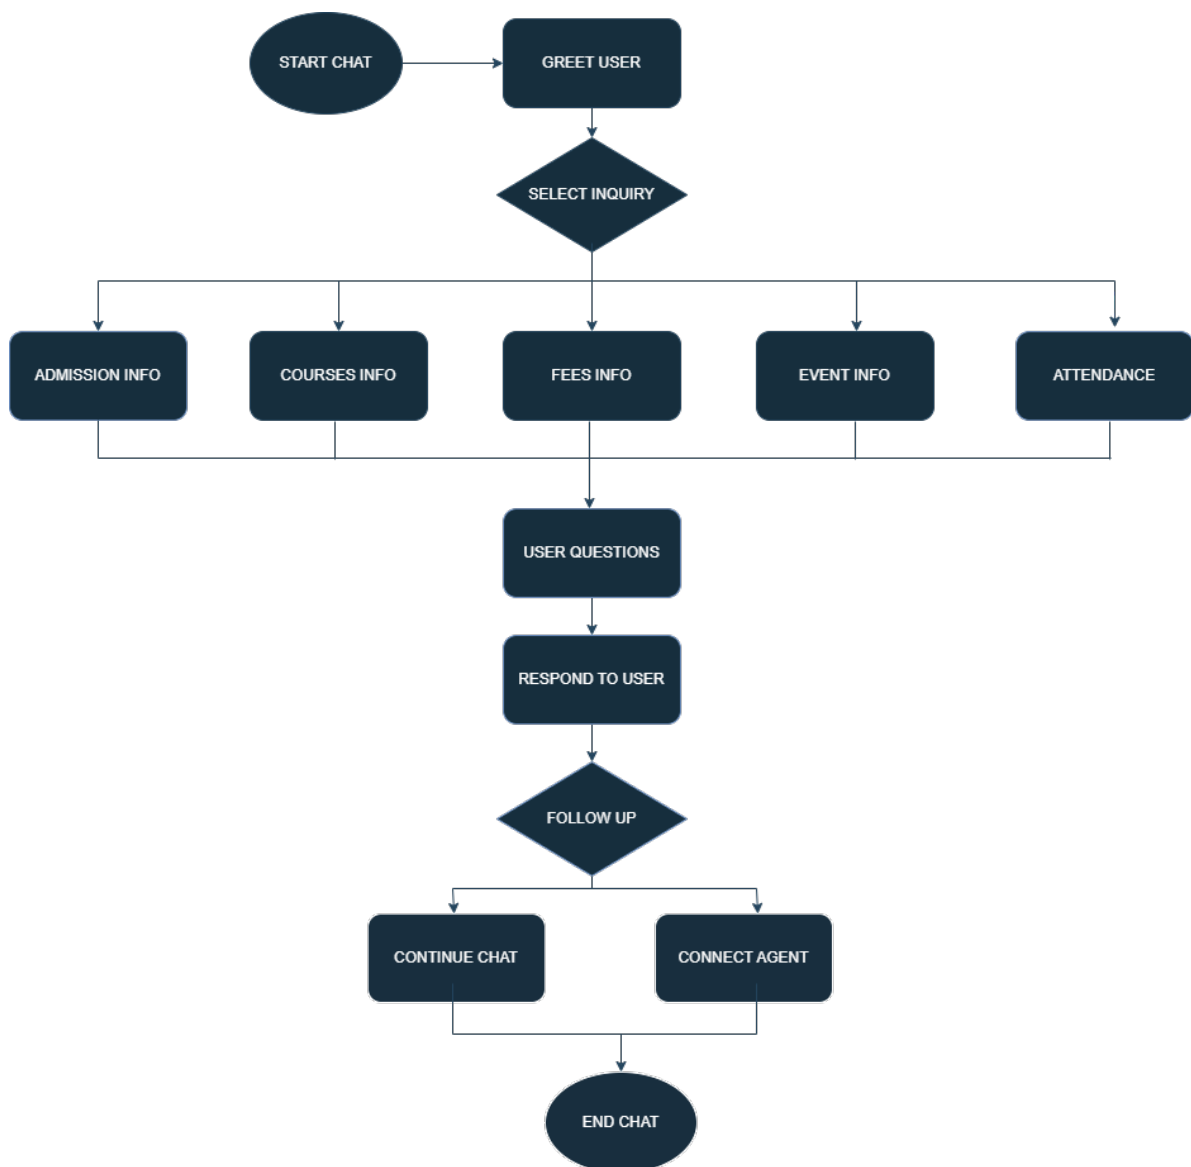 START CHAT
GREET USER
SELECT INQUIRY
ADMISSION INFO
COURSES INFO
FEES INFO
EVENT INFO
ATTENDANCE
USER QUESTIONS
RESPOND TO USER
FOLLOW UP
CONTINUE CHAT
CONNECT AGENT
END CHAT